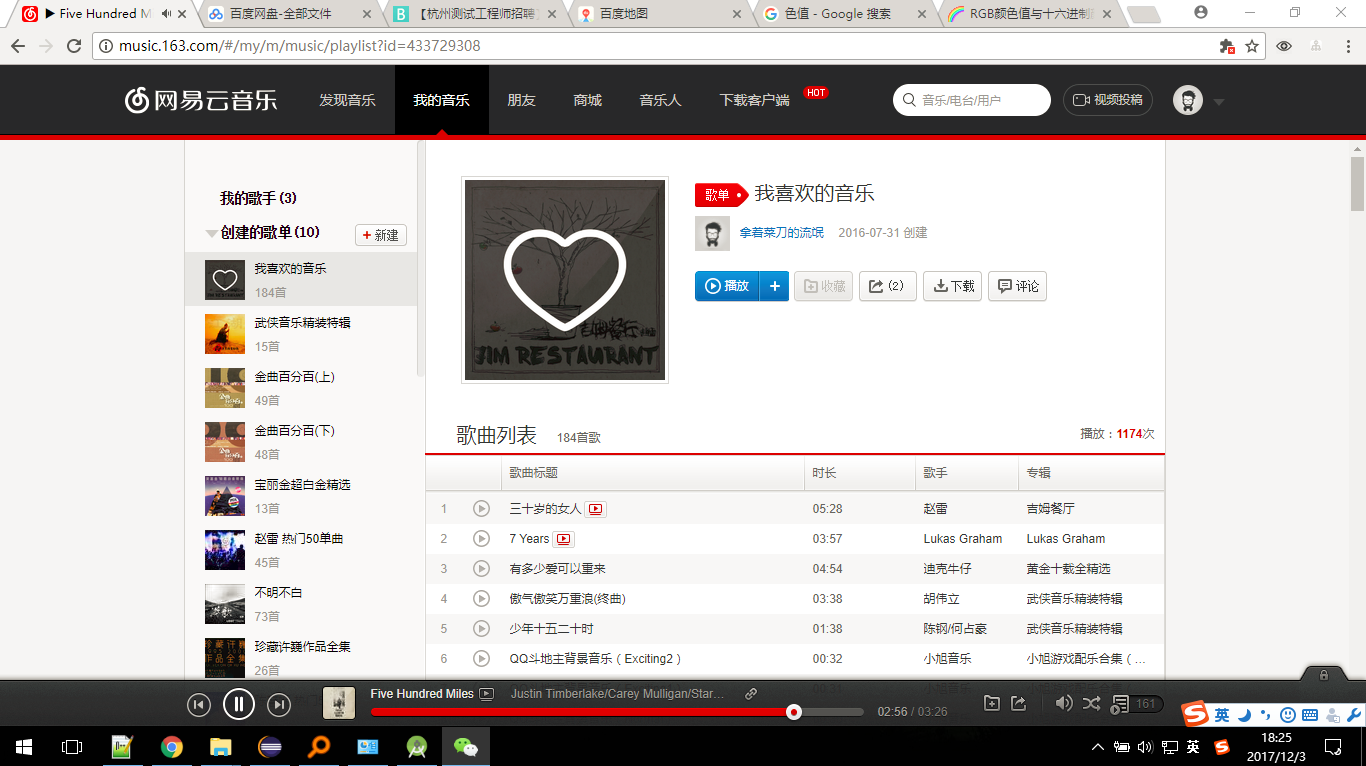 Five Hundred M
百度网盘-全部文件
【杭州测试工程师招聘
百度地图
色值 - Google 搜索
RGB颜色值与十六进制
music.163.com/#/my/m/music/playlist?id=433729308
网易云音乐
发现音乐
我的音乐
朋友
商城
音乐人
下载客户端
HOT
音乐/电台/用户
视频投稿
我的歌手(3)
创建的歌单(10)
+ 新建
我喜欢的音乐
184首
武侠音乐精装特辑
15首
金曲百分百(上)
49首
金曲百分百(下)
48首
宝丽金超白金精选
13首
赵雷 热门50单曲
45首
不明不白
73首
珍藏许巍作品全集
26首
吉姆餐厅
JIM RESTAURANT
歌单
我喜欢的音乐
拿着菜刀的流氓
2016-07-31 创建
播放
+
收藏
(2)
下载
评论
歌曲列表
184首歌
播放：1174次
歌曲标题 时长 歌手 专辑
1 三十岁的女人 05:28 赵雷 吉姆餐厅
2 7 Years 03:57 Lukas Graham Lukas Graham
3 有多少爱可以重来 04:54 迪克牛仔 黄金十载全精选
4 傲气傲笑万重浪(终曲) 03:38 胡伟立 武侠音乐精装特辑
5 少年十五二十时 01:38 陈钢/何占豪 武侠音乐精装特辑
6 QQ斗地主背景音乐（Exciting2） 00:32 小旭音乐 小旭游戏配乐合集（...
Five Hundred Miles
Justin Timberlake/Carey Mulligan/Star...
02:56 / 03:26
161
英
英
18:25
2017/12/3